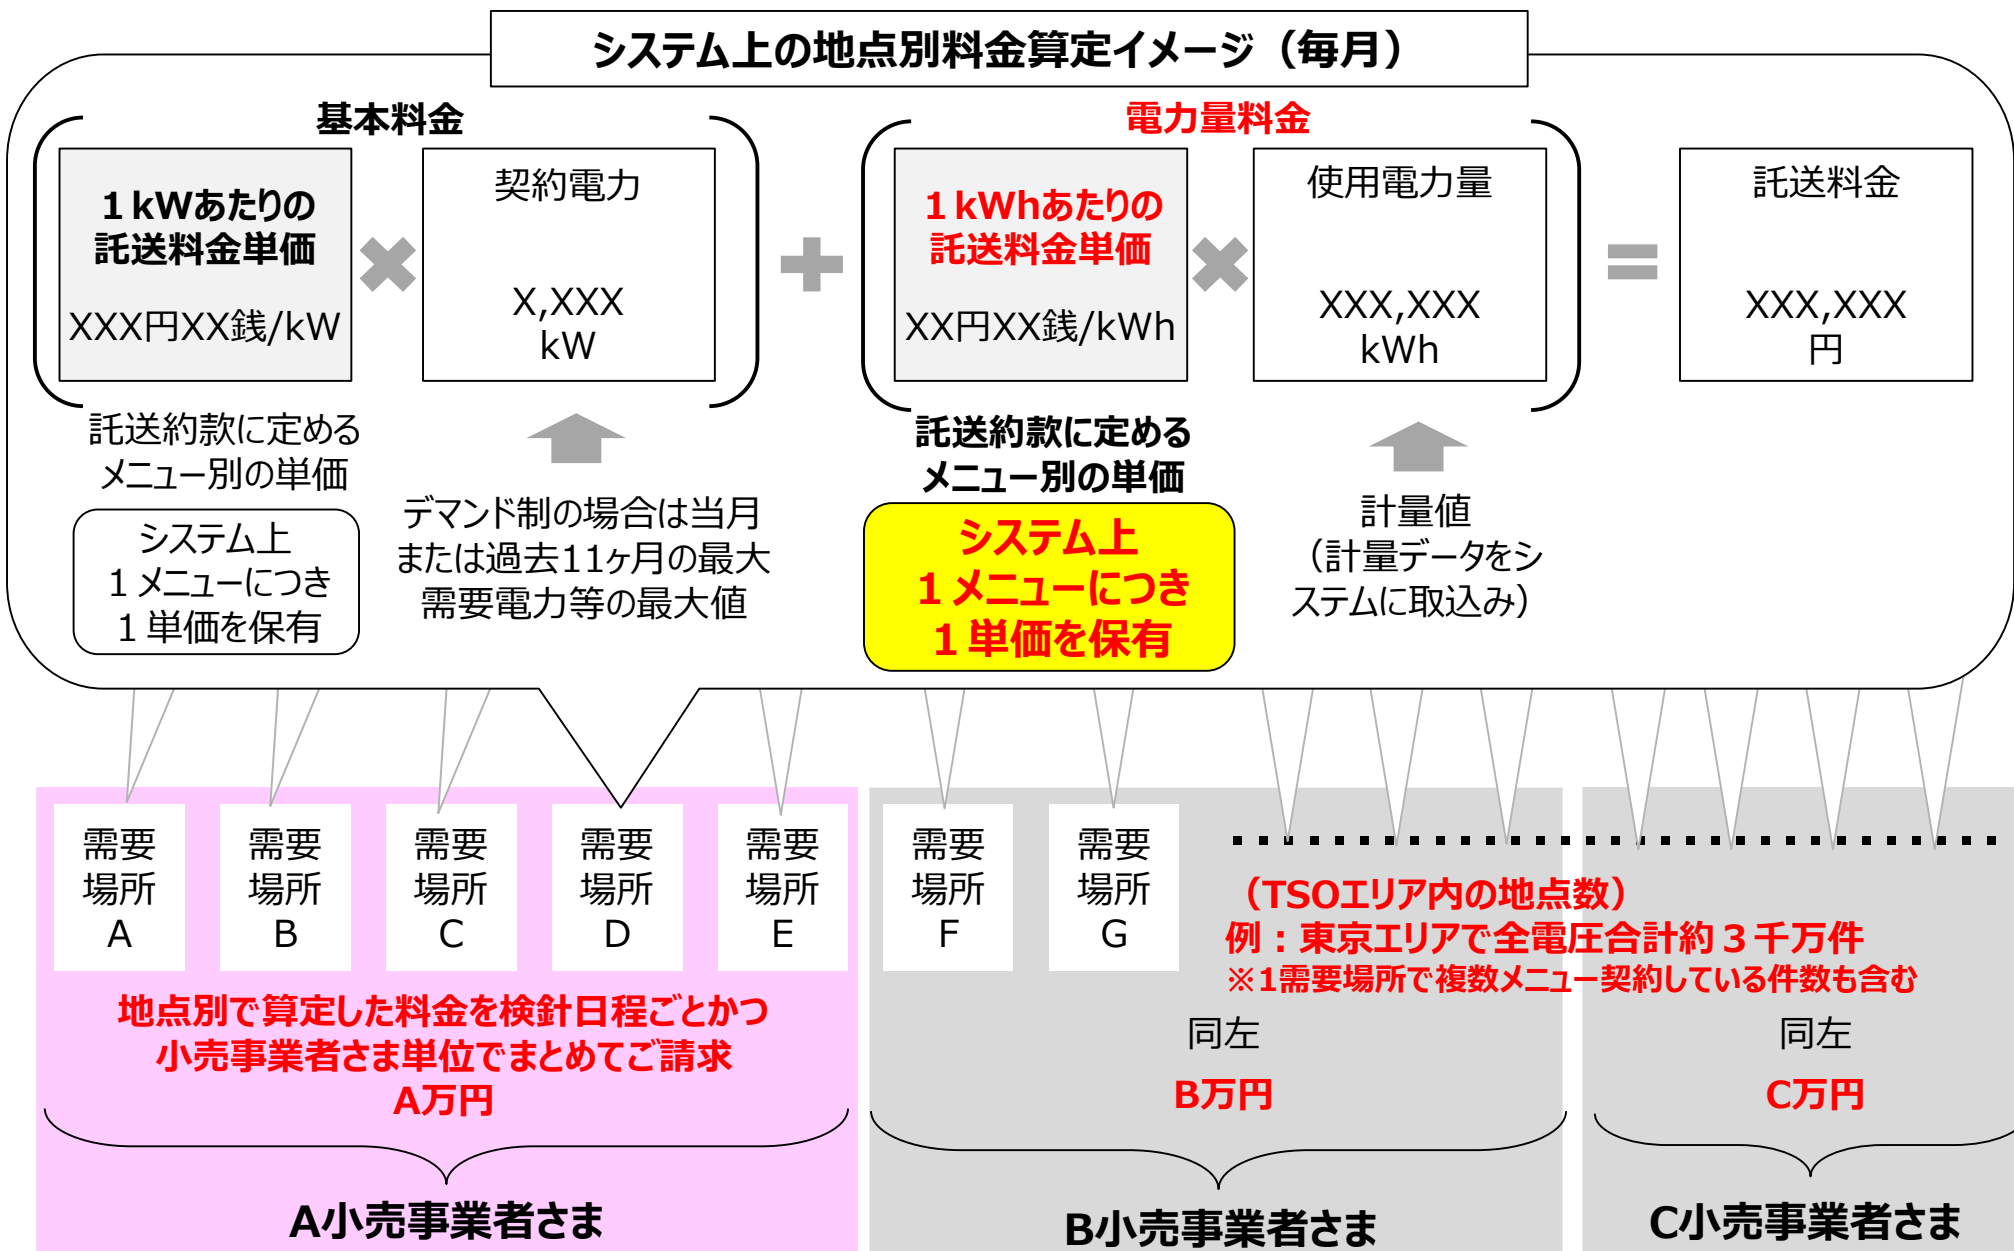 システム上の地点別料金算定イメージ（毎月）
基本料金
電力量料金
１kWあたりの
託送料金単価
XXX円XX銭/kW
契約電力
X,XXX
kW
１kWhあたりの
託送料金単価
XX円XX銭/kWh
使用電力量
XXX,XXX
kWh
託送料金
XXX,XXX
円
託送約款に定める
メニュー別の単価
システム上
１メニューにつき
１単価を保有
デマンド制の場合は当月
または過去11ヶ月の最大
需要電力等の最大値
託送約款に定める
メニュー別の単価
システム上
１メニューにつき
１単価を保有
計量値
（計量データをシ
ステムに取込み）
需要
場所
A
需要
場所
B
需要
場所
C
需要
場所
D
需要
場所
E
需要
場所
F
需要
場所
G
（TSOエリア内の地点数）
例：東京エリアで全電圧合計約３千万件
※1需要場所で複数メニュー契約している件数も含む
地点別で算定した料金を検針日程ごとかつ
小売事業者さま単位でまとめてご請求
A万円
同左
B万円
同左
C万円
A小売事業者さま
B小売事業者さま
C小売事業者さま